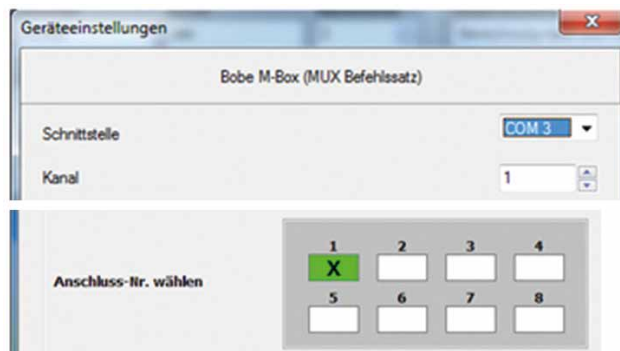 Geräteeinstellungen
Bobe M-Box (MUX Befehlssatz)
Schnittstelle COM 3
Kanal 1
Anschluss-Nr. wählen
1 2 3 4
X
5 6 7 8